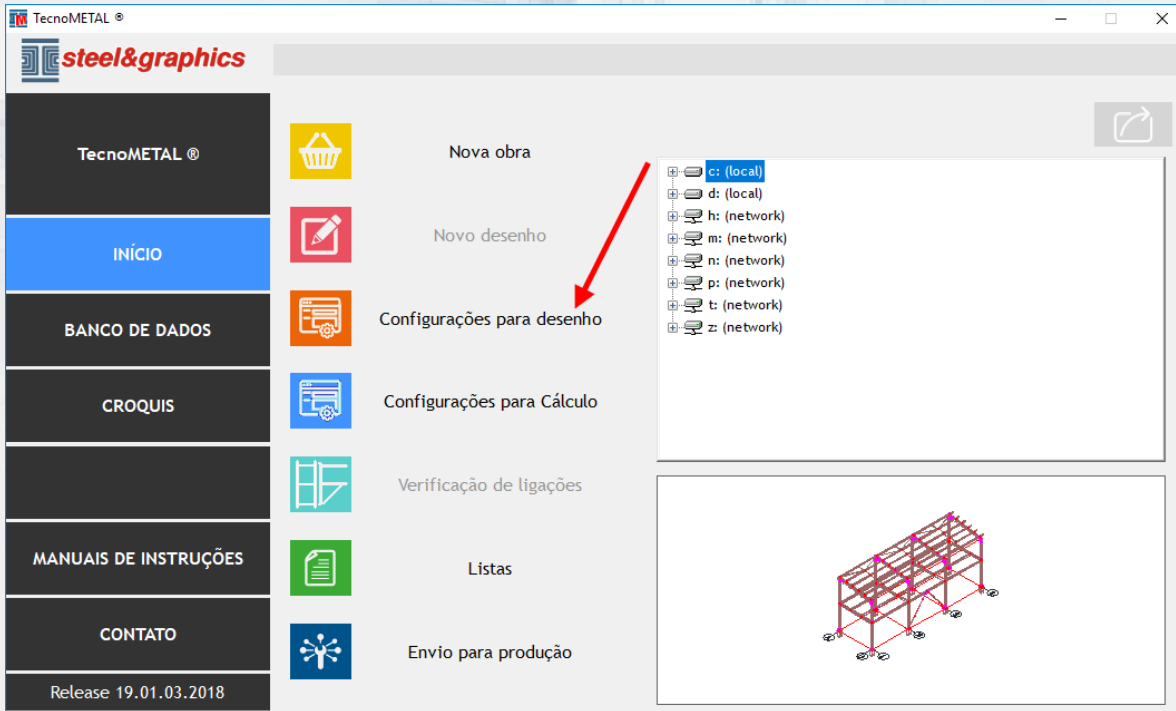 TecnoMETAL ®
steel&graphics
TecnoMETAL ®
INÍCIO
BANCO DE DADOS
CROQUIS
MANUAIS DE INSTRUÇÕES
CONTATO
Release 19.01.03.2018
Nova obra
Novo desenho
Configurações para desenho
Configurações para Cálculo
Verificação de ligações
Listas
Envio para produção
c: (local)
d: (local)
h: (network)
m: (network)
n: (network)
p: (network)
t: (network)
z: (network)